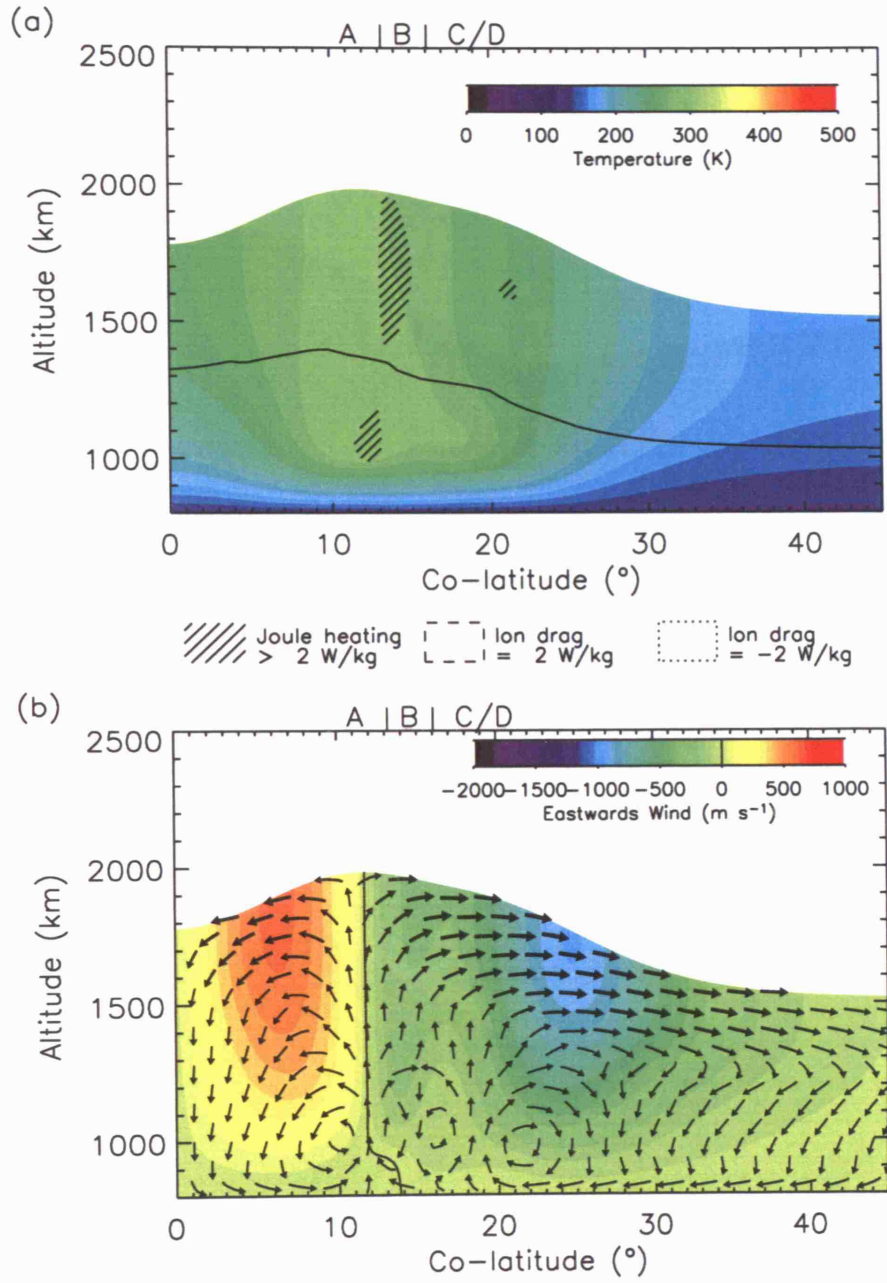 (a)
A | B | C/D
2500
2000
1500
1000
Altitude (km)
0 100 200 300 400 500
Temperature (K)
0 10 20 30 40
Co-latitude (°)
Joule heating > 2 W/kg
Ion drag = 2 W/kg
Ion drag = -2 W/kg
(b)
A | B | C/D
2500
2000
1500
1000
Altitude (km)
-2000 -1500 -1000 -500 0 500 1000
Eastwards Wind (m s⁻¹)
0 10 20 30 40
Co-latitude (°)